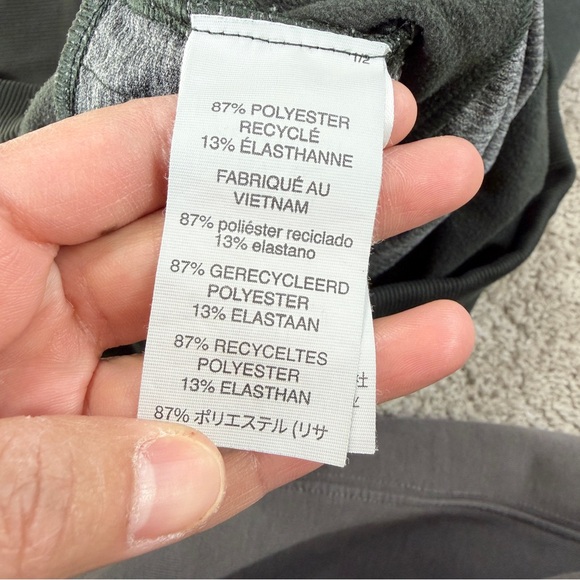 1/2
87% POLYESTER
RECYCLÉ
13% ÉLASTHANNE
FABRIQUÉ AU
VIETNAM
87% poliéster reciclado
13% elastano
87% GERECYCLEERD
POLYESTER
13% ELASTAAN
87% RECYCELTES
POLYESTER
13% ELASTHAN
87% ポリエステル (リサ